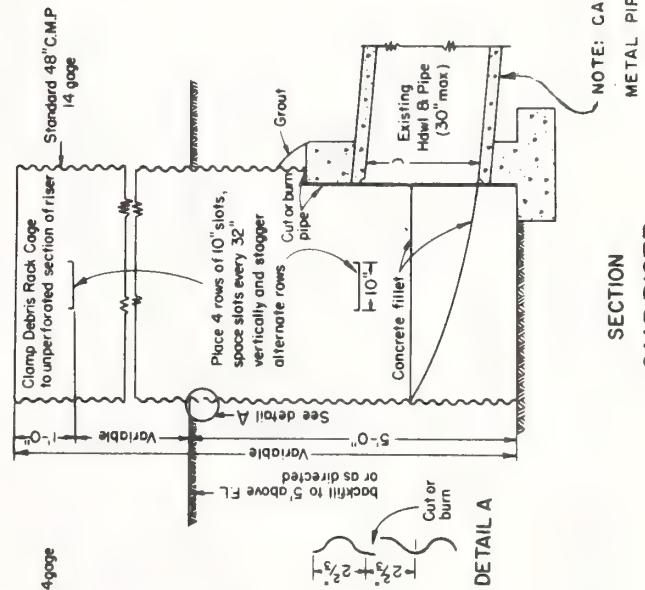 4gage
Standard 48" C.M.P
14 gage
Clamp Debris Rack Cage
to unperforated section of riser
Grout
Cut or burn
pipe
Existing
Hdwl & Pipe
(30" max)
Place 4 rows of 10" slots,
space slots every 32"
vertically and stagger
alternate rows
10"
Concrete fillet
See detail A
1'-0"
Variable
5'-0"
Variable
backfill to 5' above F.L
or as directed
2 2/3"
2 2/3"
Cut or
burn
DETAIL A
SECTION
NOTE: CA
METAL PIP